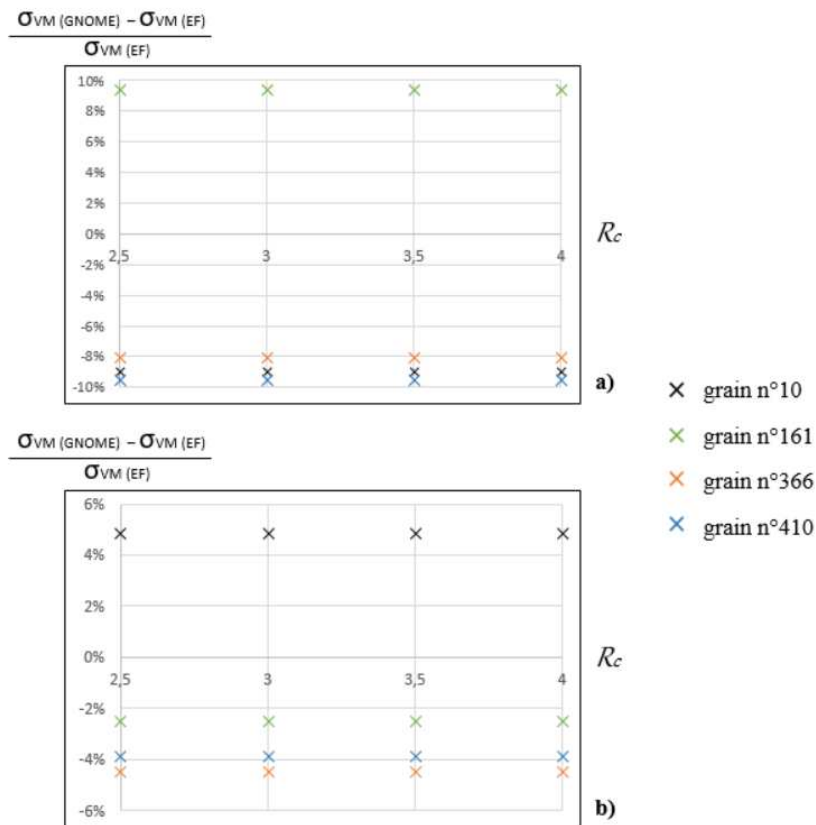 σVM (GNOME) – σVM (EF)
σVM (EF)
10%
8%
6%
4%
2%
0%
2,5 3 3,5 4
-2%
-4%
-6%
-8%
-10%
Rc
a)
grain n°10
grain n°161
grain n°366
grain n°410
σVM (GNOME) – σVM (EF)
σVM (EF)
6%
4%
2%
0%
2,5 3 3,5 4
-2%
-4%
-6%
Rc
b)